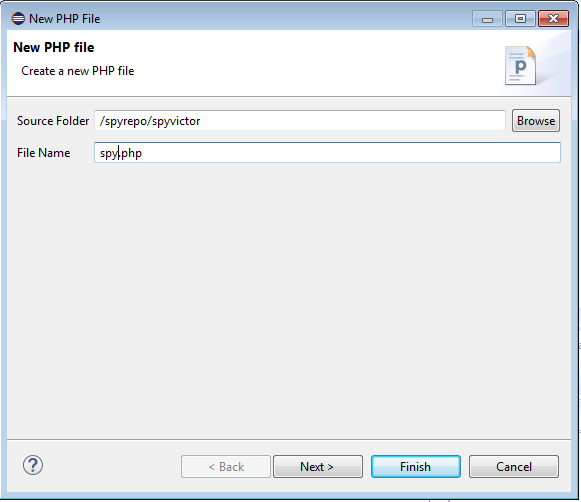 New PHP File
New PHP file
Create a new PHP file
p
Source Folder /spyrepo/spyvictor Browse
File Name spy.php
? < Back Next > Finish Cancel